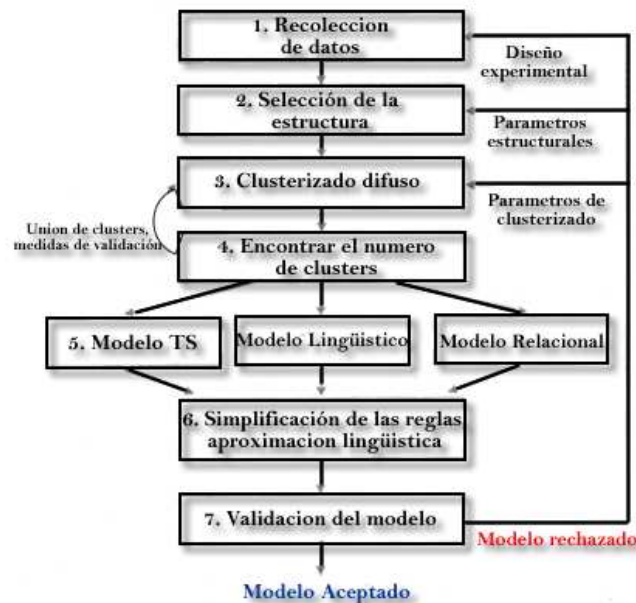 1. Recoleccion
de datos
Diseño
experimental
2. Selección de la
estructura
Parametros
estructurales
3. Clusterizado difuso
Parametros de
clusterizado
Union de clusters,
medidas de validación
4. Encontrar el numero
de clusters
5. Modelo TS
Modelo Lingüistico
Modelo Relacional
6. Simplificación de las reglas,
aproximacion lingüistica
7. Validacion del modelo
Modelo rechazado
Modelo Aceptado